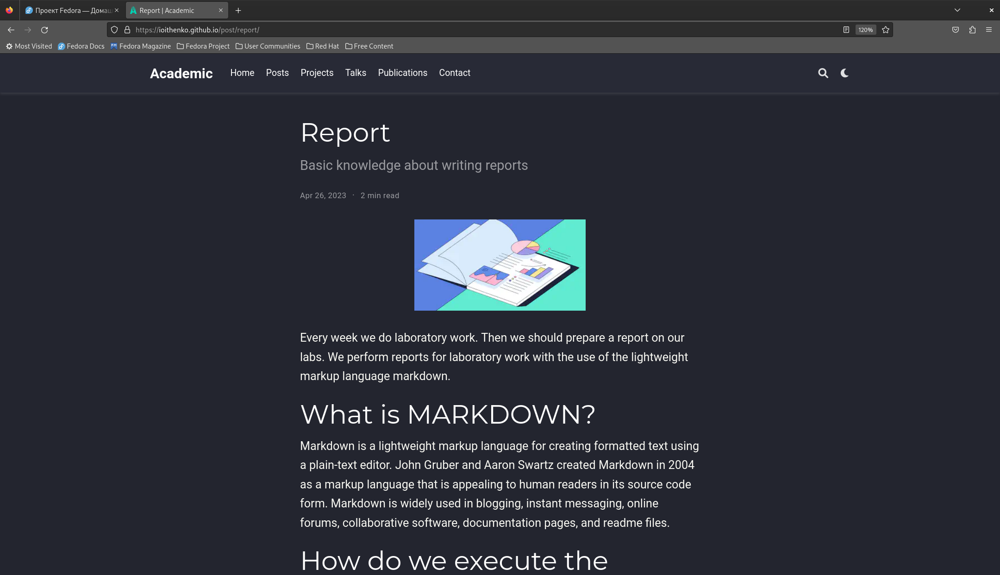 Проект Fedora — Домаш
Report | Academic
https://ioithenko.github.io/post/report/
120%
Most Visited
Fedora Docs
Fedora Magazine
Fedora Project
User Communities
Red Hat
Free Content
Academic
Home
Posts
Projects
Talks
Publications
Contact
Report
Basic knowledge about writing reports
Apr 26, 2023 · 2 min read
Every week we do laboratory work. Then we should prepare a report on our
labs. We perform reports for laboratory work with the use of the lightweight
markup language markdown.
What is MARKDOWN?
Markdown is a lightweight markup language for creating formatted text using
a plain-text editor. John Gruber and Aaron Swartz created Markdown in 2004
as a markup language that is appealing to human readers in its source code
form. Markdown is widely used in blogging, instant messaging, online
forums, collaborative software, documentation pages, and readme files.
How do we execute the